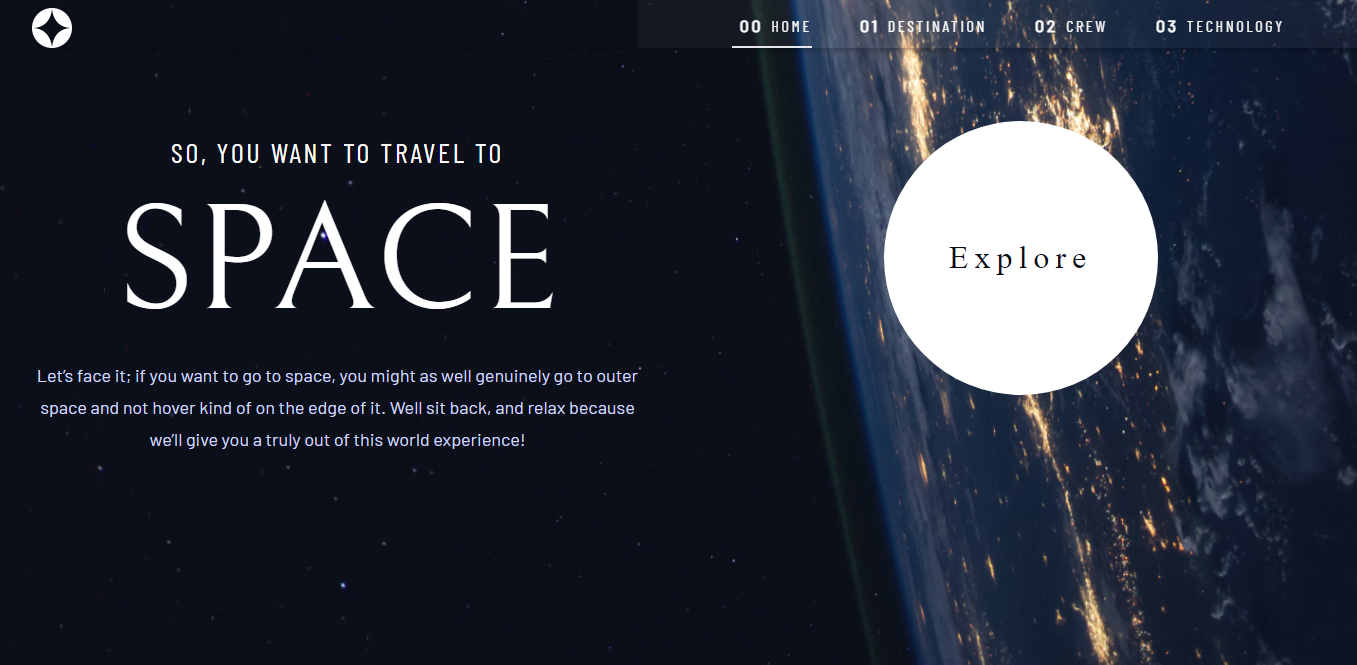 00 HOME 01 DESTINATION 02 CREW 03 TECHNOLOGY
SO, YOU WANT TO TRAVEL TO
SPACE
Explore
Let’s face it; if you want to go to space, you might as well genuinely go to outer
space and not hover kind of on the edge of it. Well sit back, and relax because
we’ll give you a truly out of this world experience!